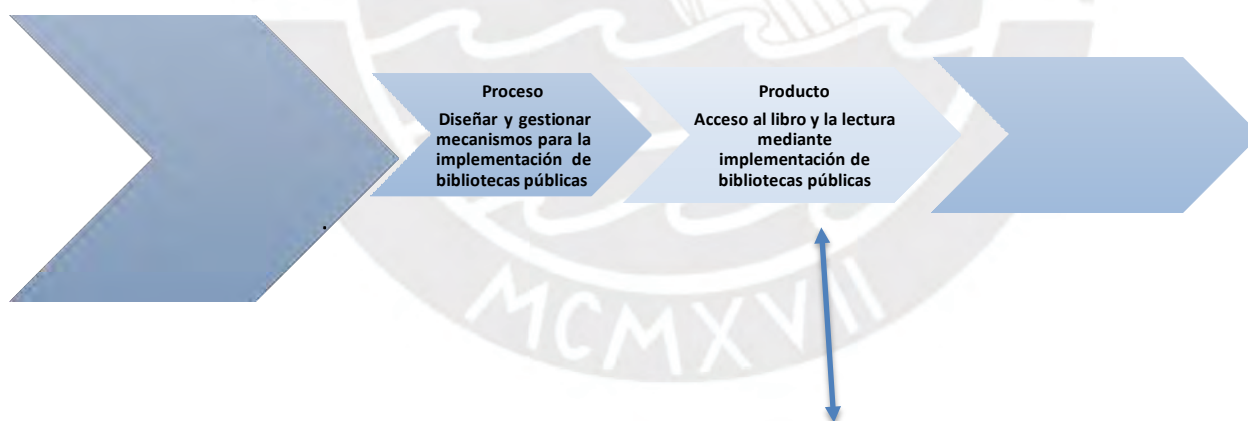 Proceso
Diseñar y gestionar
mecanismos para la
implementación de
bibliotecas públicas
Producto
Acceso al libro y la lectura
mediante
implementación de
bibliotecas públicas
.
MCMXVII